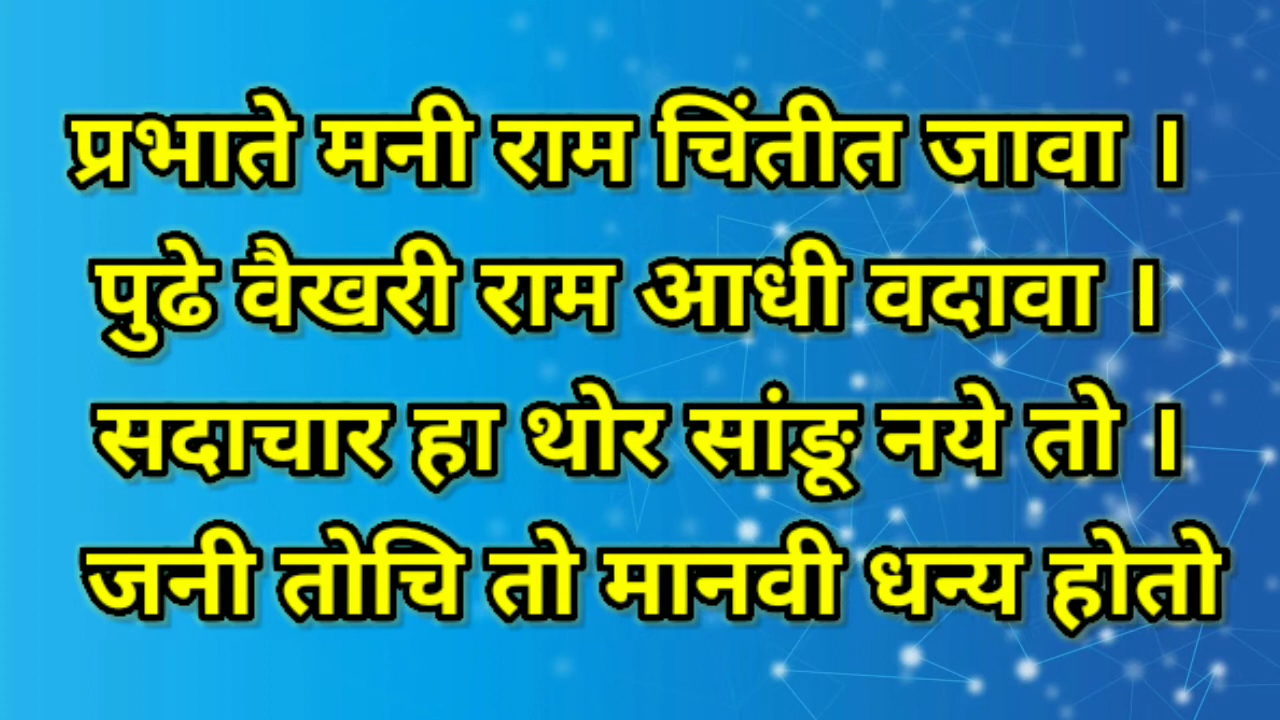 प्रभाते मनी राम चिंतीत जावा ।
पुढे वैखरी राम आधी वदावा ।
सदाचार हा थोर सांडू नये तो ।
जनी तोचि तो मानवी धन्य होतो